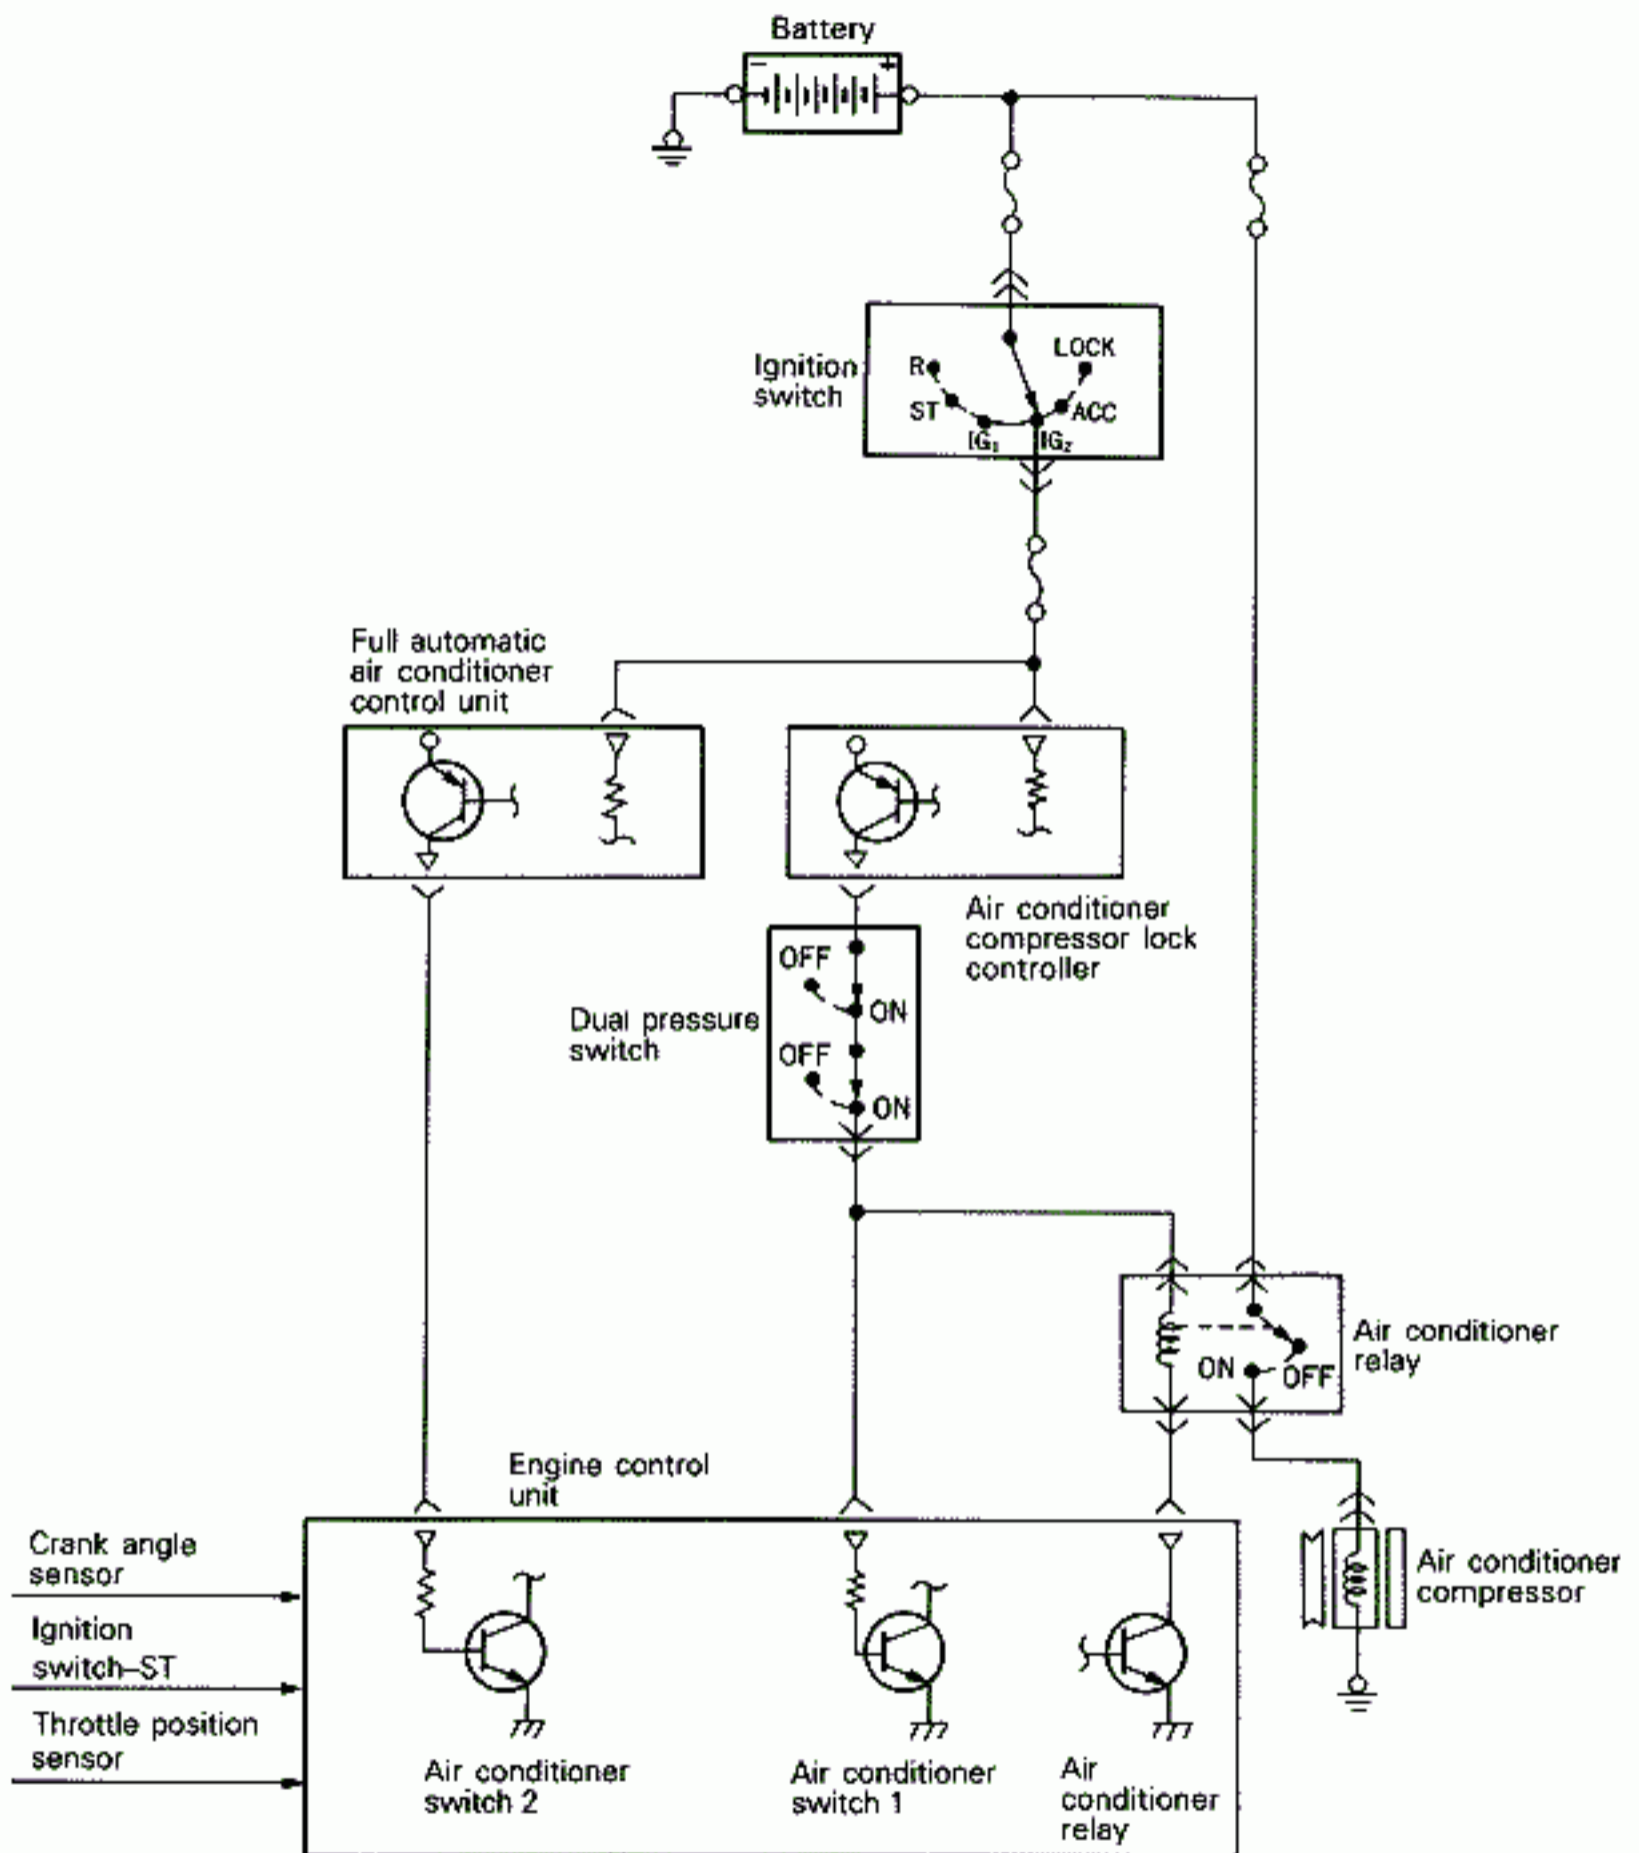 Battery
− +
Ignition
switch
LOCK
R
ST
ACC
IG₁
IG₂
Full automatic
air conditioner
control unit
Air conditioner
compressor lock
controller
Dual pressure
switch
OFF
ON
OFF
ON
Air conditioner
relay
ON
OFF
Engine control
unit
Crank angle
sensor
Ignition
switch–ST
Throttle position
sensor
Air conditioner
compressor
Air conditioner
switch 2
Air conditioner
switch 1
Air
conditioner
relay